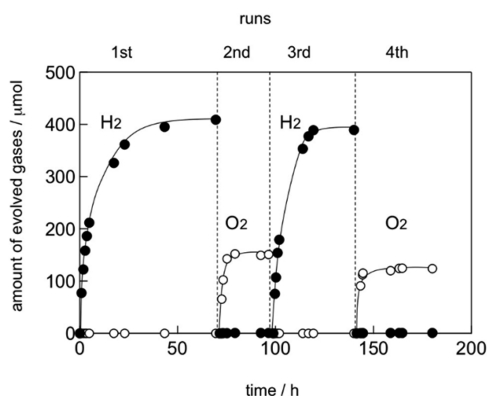 runs
1st 2nd 3rd 4th
500
400
300
200
100
0
H2 H2
O2 O2
0 50 100 150 200
amount of evolved gases / μmol
time / h